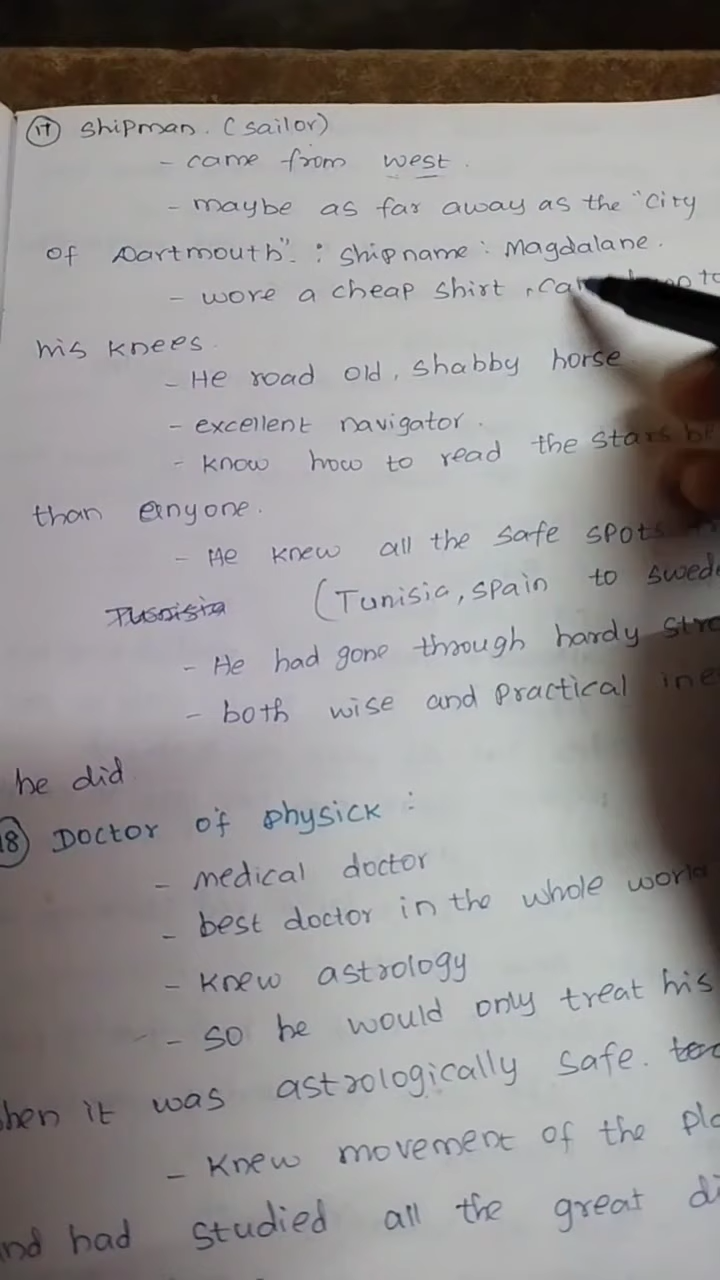 17 Shipman. (Sailor)
- came from west.
- maybe as far away as the "City
of Dartmouth". : Ship name : Magdalane.
- wore a cheap shirt, to
his knees.
- He road old, shabby horse
- excellent navigator.
- know how to read the stars
than anyone.
- He knew all the safe spots
(Tunisia, Spain to
- He had gone through hardy
- both wise and practical in
he did
18 Doctor of Physick :
- medical doctor
- best doctor in the whole world
- knew astrology
- so he would only treat his
when it was astrologically safe.
- knew movement of the
and had studied all the great